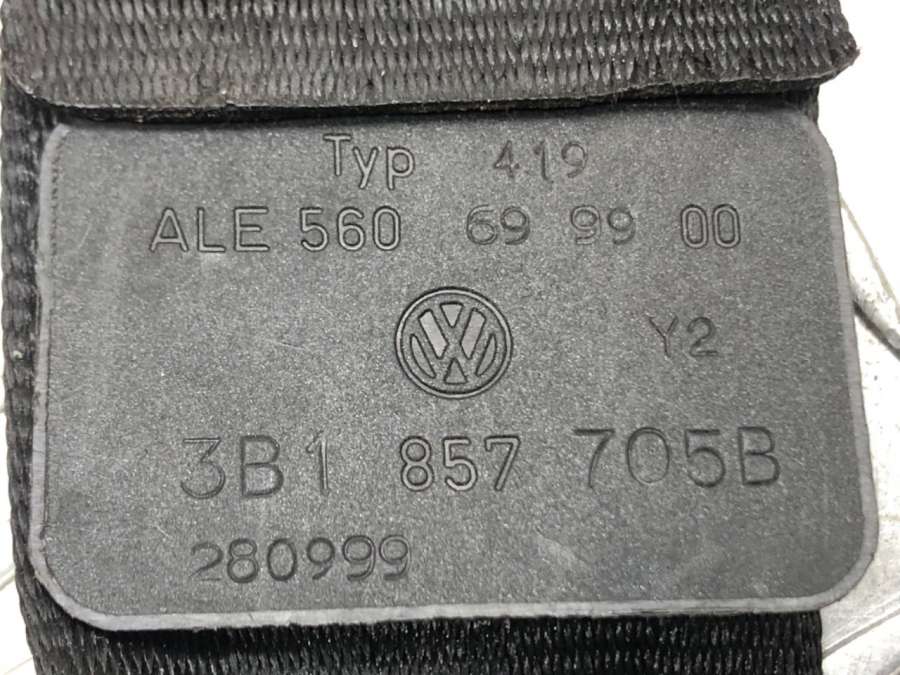 Typ 419
ALE 560 69 99 00
Y2
3B1 857 705B
280999